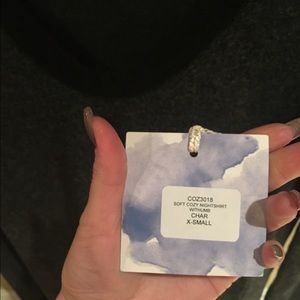 COZ3018
SOFT COZY NIGHTSHIRT
W/THUMB
CHAR
X-SMALL